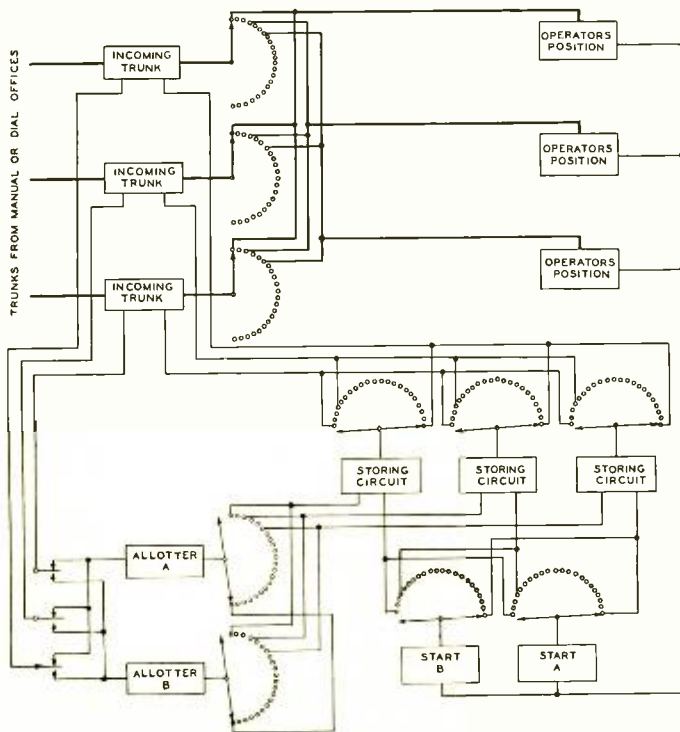 TRUNKS FROM MANUAL OR DIAL OFFICES
INCOMING
TRUNK
OPERATORS
POSITION
INCOMING
TRUNK
OPERATORS
POSITION
INCOMING
TRUNK
OPERATORS
POSITION
STORING
CIRCUIT
STORING
CIRCUIT
STORING
CIRCUIT
ALLOTTER
A
ALLOTTER
B
START
B
START
A